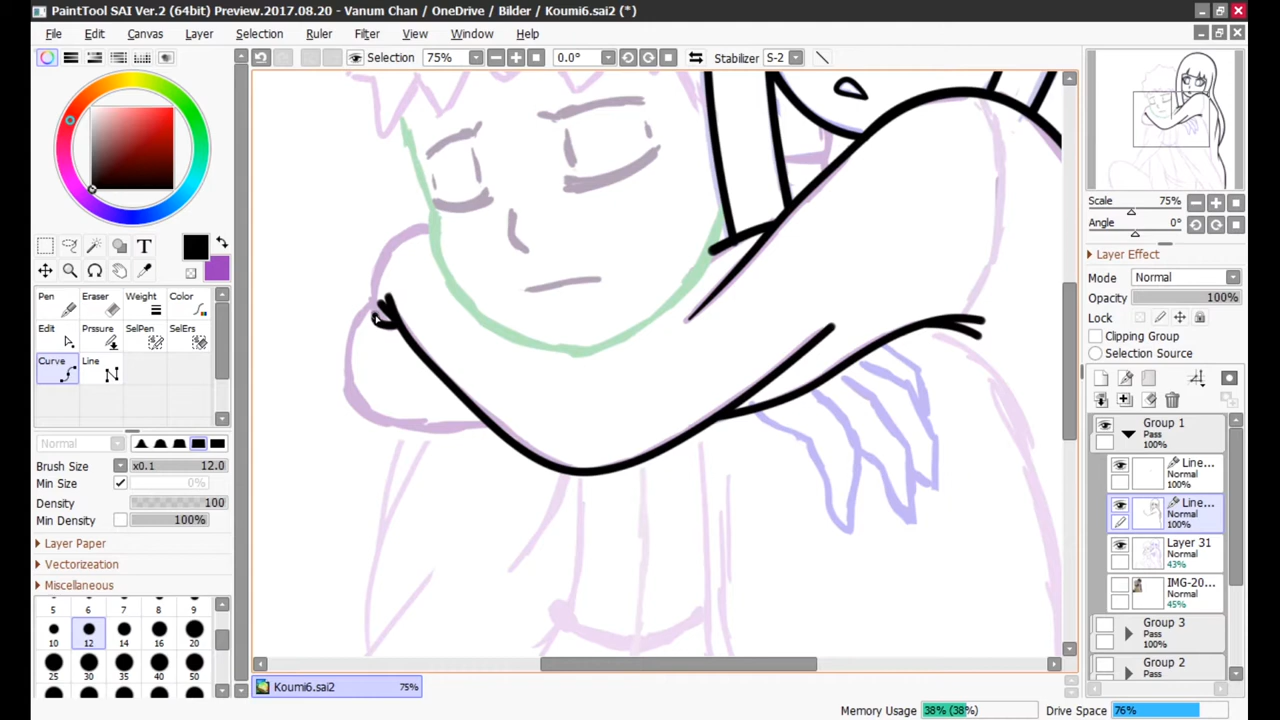 PaintTool SAI Ver.2 (64bit) Preview.2017.08.20 - Vanum Chan / OneDrive / Bilder / Koumi6.sai2 (*)
File Edit Canvas Layer Selection Ruler Filter View Window Help
Selection 75% 0.0° Stabilizer S-2
T
Pen Eraser Weight Color
Edit Prssure SelPen SelErs
Curve Line
Normal
Brush Size x0.1 12.0
Min Size 0%
Density 100
Min Density 100%
Layer Paper
Vectorization
Miscellaneous
5 6 7 8 9
10 12 14 16 20
25 30 35 40 50
Koumi6.sai2 75%
Scale 75%
Angle 0°
Layer Effect
Mode Normal
Opacity 100%
Lock
Clipping Group
Selection Source
Group 1
Pass
100%
Line...
Normal
100%
Line...
Normal
100%
Layer 31
Normal
43%
IMG-20...
Normal
45%
Group 3
Pass
100%
Group 2
Pass
Memory Usage 38% (38%) Drive Space 76%